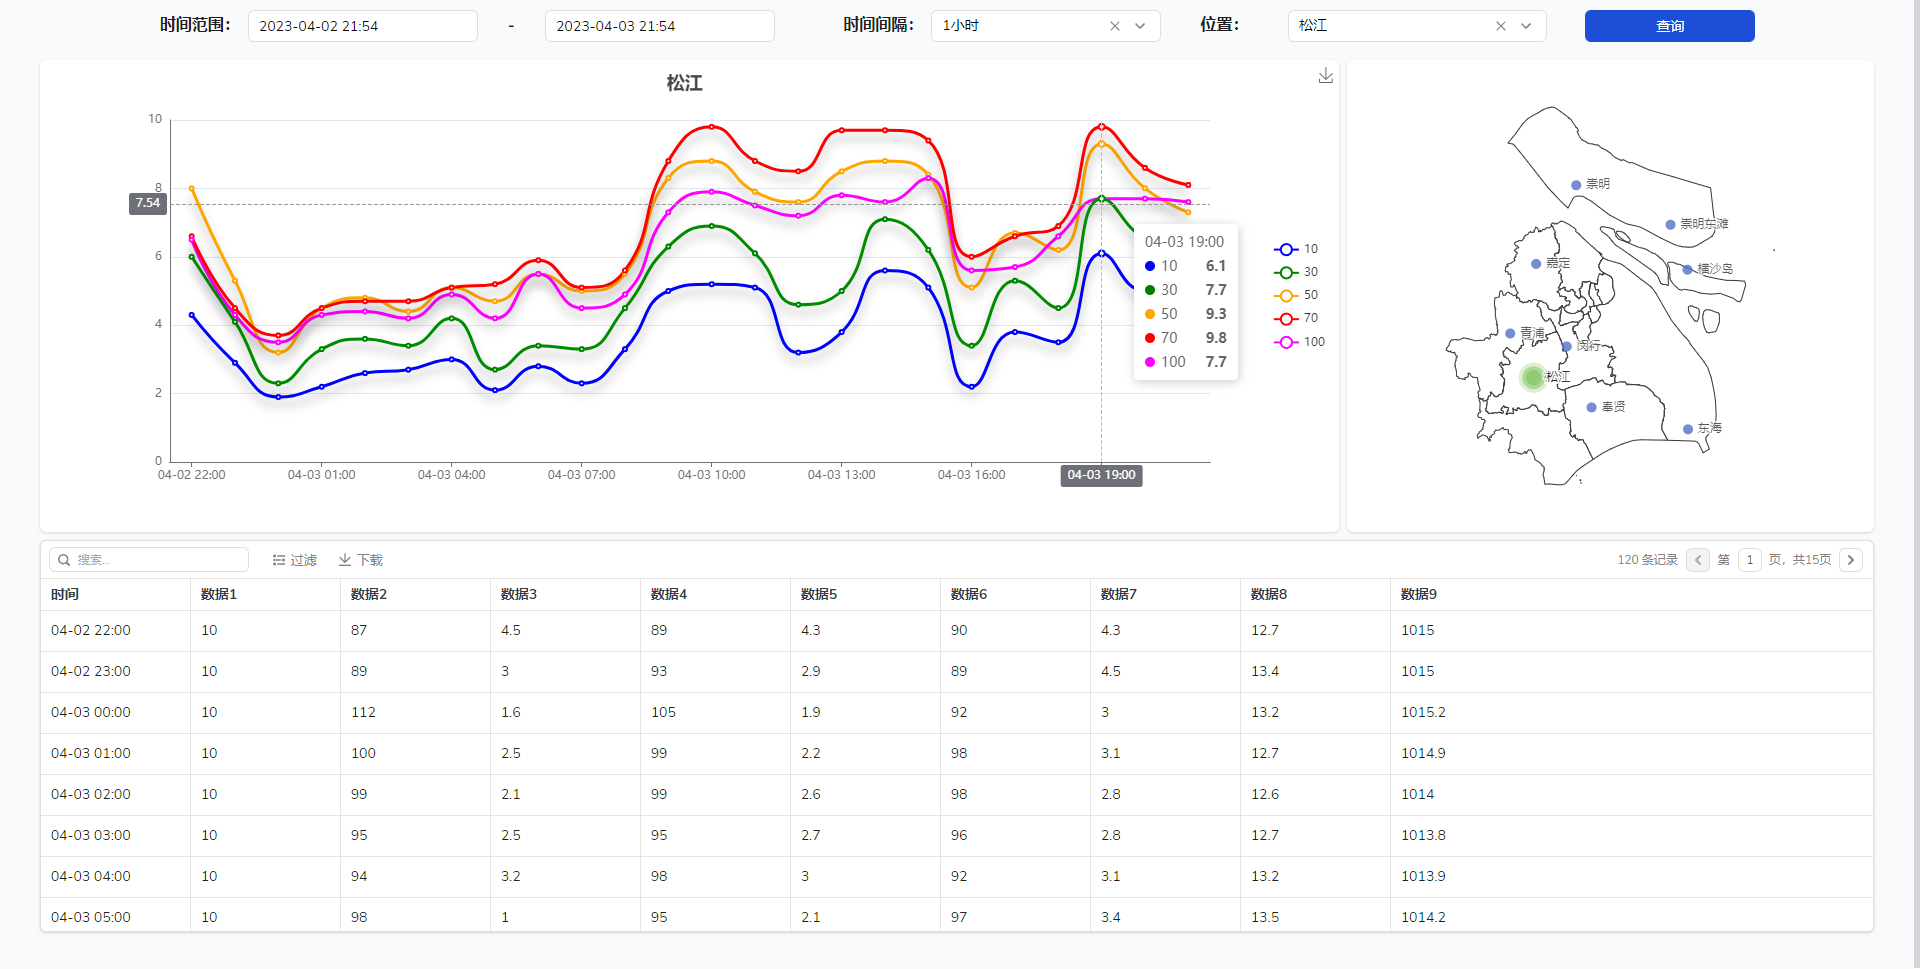 时间范围： 2023-04-02 21:54 - 2023-04-03 21:54 时间间隔： 1小时 位置： 松江 查询
松江
10
8
7.54
6
4
2
0
04-02 22:00 04-03 01:00 04-03 04:00 04-03 07:00 04-03 10:00 04-03 13:00 04-03 16:00 04-03 19:00
04-03 19:00
10 6.1
30 7.7
50 9.3
70 9.8
100 7.7
10
30
50
70
100
崇明
崇明东滩
嘉定
横沙岛
青浦
闵行
松江
奉贤
东海
搜索... 过滤 下载 120 条记录 第 1 页，共15页
时间 数据1 数据2 数据3 数据4 数据5 数据6 数据7 数据8 数据9
04-02 22:00 10 87 4.5 89 4.3 90 4.3 12.7 1015
04-02 23:00 10 89 3 93 2.9 89 4.5 13.4 1015
04-03 00:00 10 112 1.6 105 1.9 92 3 13.2 1015.2
04-03 01:00 10 100 2.5 99 2.2 98 3.1 12.7 1014.9
04-03 02:00 10 99 2.1 99 2.6 98 2.8 12.6 1014
04-03 03:00 10 95 2.5 95 2.7 96 2.8 12.7 1013.8
04-03 04:00 10 94 3.2 98 3 92 3.1 13.2 1013.9
04-03 05:00 10 98 1 95 2.1 97 3.4 13.5 1014.2